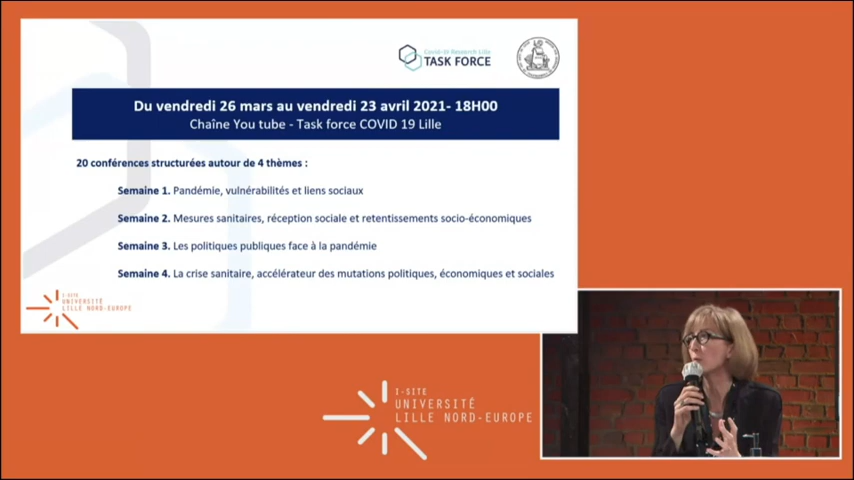 Covid-19 Research Lille
TASK FORCE
Du vendredi 26 mars au vendredi 23 avril 2021- 18H00
Chaîne You tube - Task force COVID 19 Lille
20 conférences structurées autour de 4 thèmes :
Semaine 1. Pandémie, vulnérabilités et liens sociaux
Semaine 2. Mesures sanitaires, réception sociale et retentissements socio-économiques
Semaine 3. Les politiques publiques face à la pandémie
Semaine 4. La crise sanitaire, accélérateur des mutations politiques, économiques et sociales
I-SITE
UNIVERSITÉ
LILLE NORD-EUROPE
I-SITE
UNIVERSITÉ
LILLE NORD-EUROPE